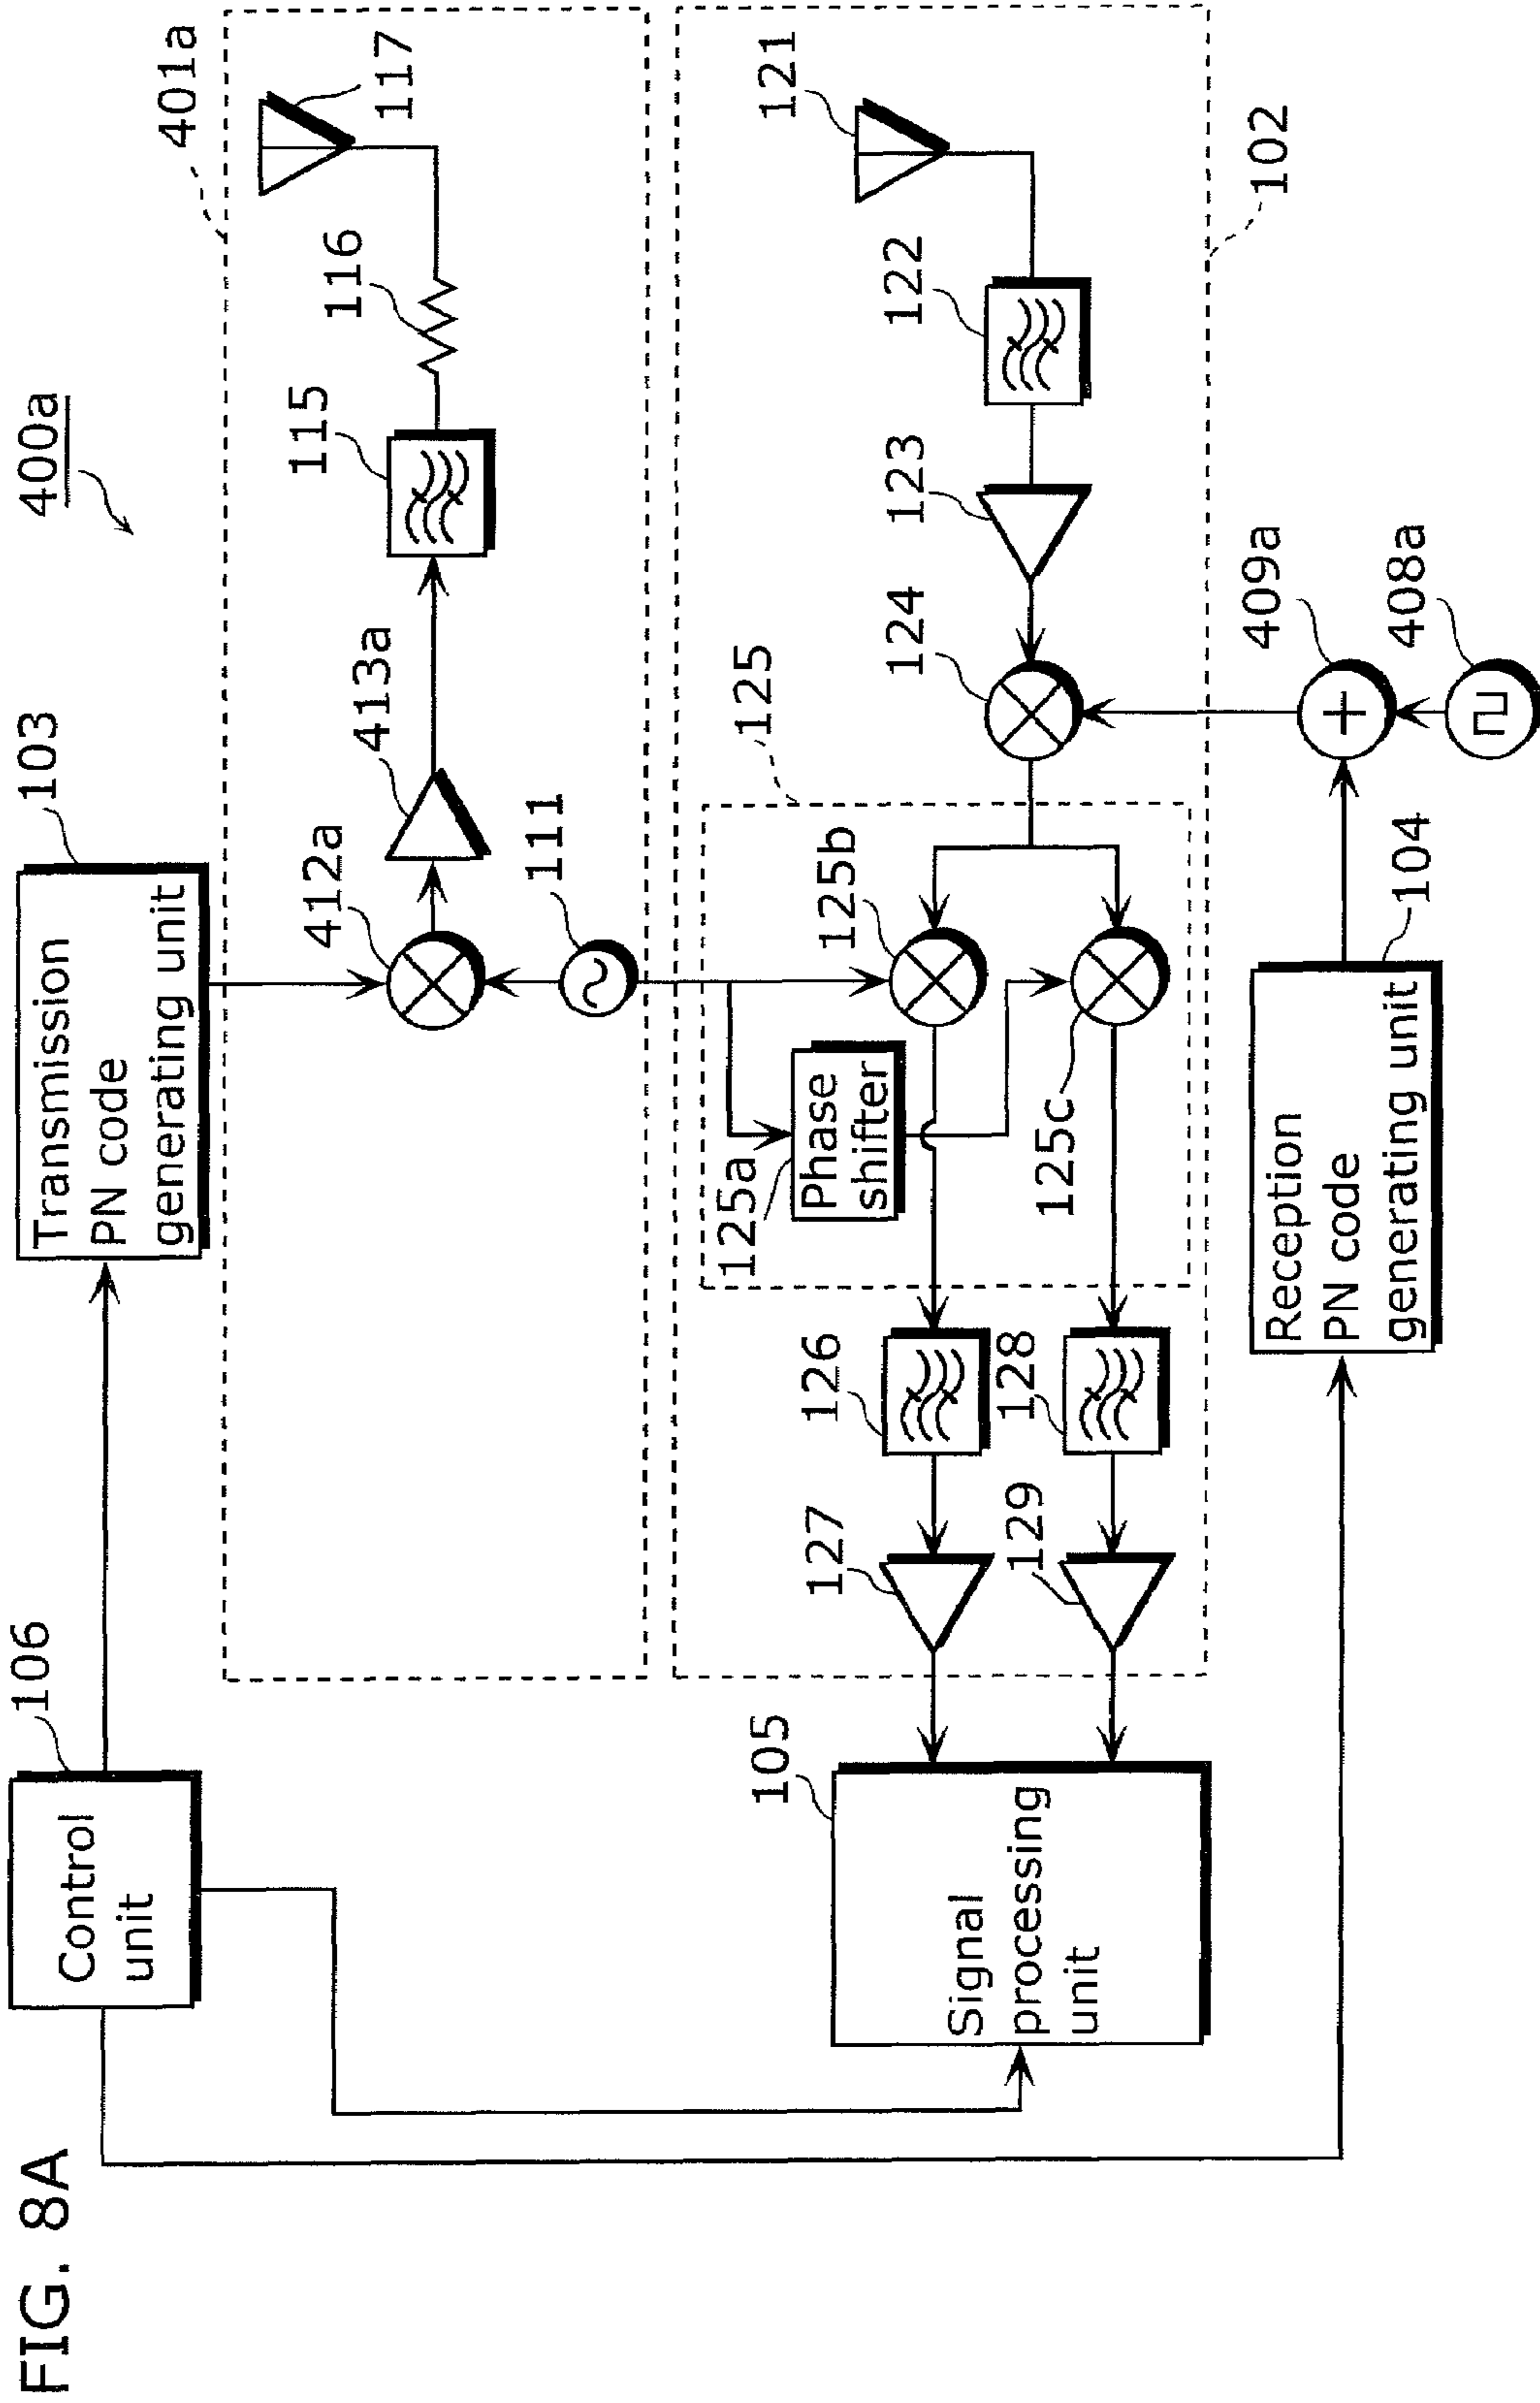 FIG. 8A
400a
106
Control
unit
103
Transmission
PN code
generating unit
401a
412a
413a
115
116
117
111
125
121
122
123
124
125b
125a
Phase
shifter
125c
126
128
127
129
105
Signal
processing
unit
102
409a
408a
104
Reception
PN code
generating unit